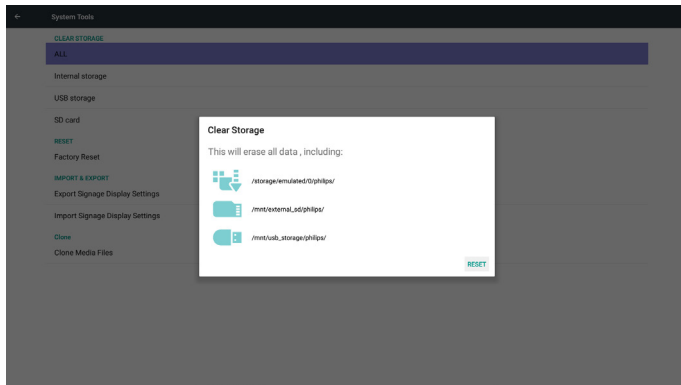 System Tools
CLEAR STORAGE
ALL
Internal storage
USB storage
SD card
RESET
Factory Reset
IMPORT & EXPORT
Export Signage Display Settings
Import Signage Display Settings
Clone
Clone Media Files
Clear Storage
This will erase all data , including:
/storage/emulated/0/philips/
/mnt/external_sd/philips/
/mnt/usb_storage/philips/
RESET